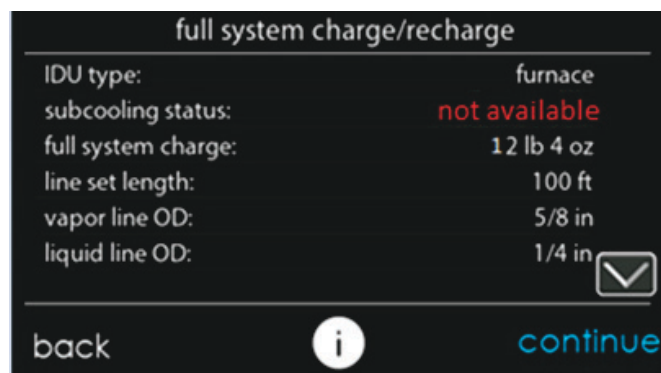 full system charge/recharge
IDU type: furnace
subcooling status: not available
full system charge: 12 lb 4 oz
line set length: 100 ft
vapor line OD: 5/8 in
liquid line OD: 1/4 in
back i continue